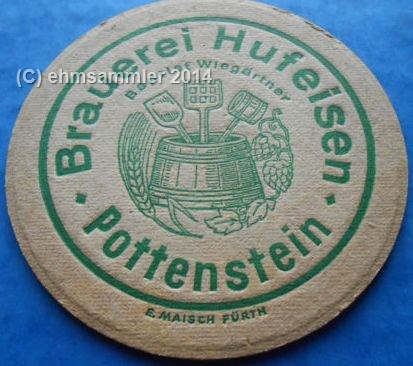 (C) ehmsammler 2014
Brauerei Hufeisen
Wiegärtner
Pottenstein
E. MAISCH FÜRTH